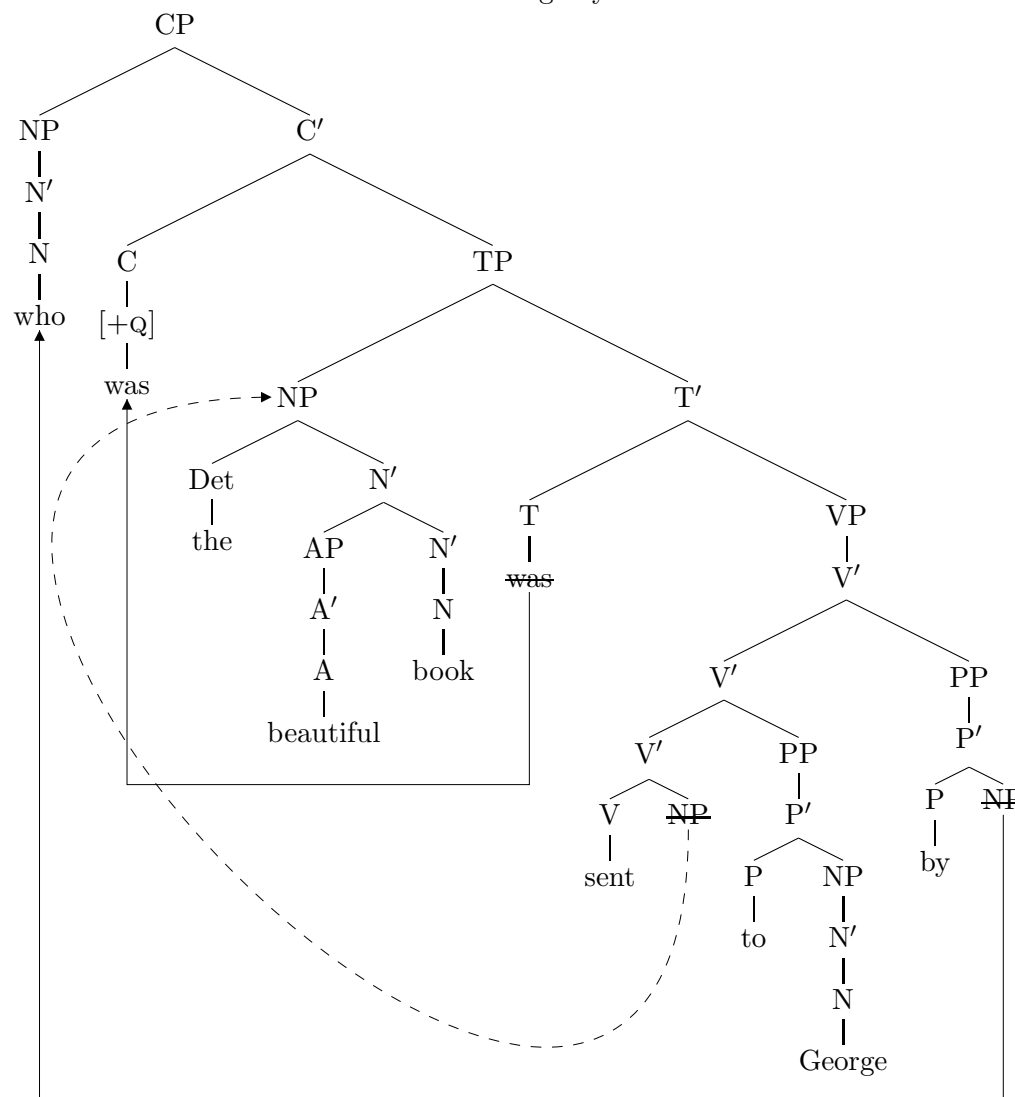 CP
NP C′
N′
N C TP
who [+Q]
was NP T′
Det N′
the T VP
AP N′ was V′
A′ N
A book V′ PP
beautiful V′ PP P′
V NP P′ P NP
sent P NP by
to N′
N
George